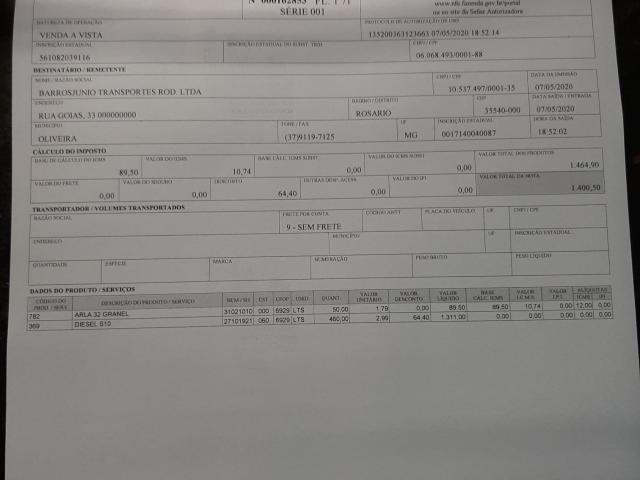 Nº 000162853 FL. 1 /1
SÉRIE 001
www.nfe.fazenda.gov.br/portal
ou no site da Sefaz Autorizadora
NATUREZA DE OPERAÇÃO
VENDA A VISTA
PROTOCOLO DE AUTORIZAÇÃO DE USO
135200363123663 07/05/2020 18:52:14
INSCRIÇÃO ESTADUAL
561082039116
INSCRIÇÃO ESTADUAL DO SUBST. TRIB
CNPJ / CPF
06.068.493/0001-88
DESTINATÁRIO / REMETENTE
NOME / RAZÃO SOCIAL
BARROSJUNIO TRANSPORTES ROD. LTDA
CNPJ / CPF
10.537.497/0001-35
DATA DA EMISSÃO
07/05/2020
ENDEREÇO
RUA GOIAS, 33 000000000
BAIRRO / DISTRITO
ROSARIO
CEP
35540-000
DATA SAÍDA / ENTRADA
07/05/2020
MUNICÍPIO
OLIVEIRA
FONE / FAX
(37)9119-7125
UF
MG
INSCRIÇÃO ESTADUAL
0017140040087
HORA DA SAÍDA
18:52:02
CÁLCULO DO IMPOSTO
BASE DE CÁLCULO DO ICMS
89,50
VALOR DO ICMS
10,74
BASE CÁLC. ICMS SUBST.
0,00
VALOR DO ICMS SUBST
0,00
VALOR TOTAL DOS PRODUTOS
1.464,90
VALOR DO FRETE
0,00
VALOR DO SEGURO
0,00
DESCONTO
64,40
OUTRAS DESP. ACESS.
0,00
VALOR DO IPI
0,00
VALOR TOTAL DA NOTA
1.400,50
TRANSPORTADOR / VOLUMES TRANSPORTADOS
RAZÃO SOCIAL
FRETE POR CONTA
9 - SEM FRETE
CÓDIGO ANTT
PLACA DO VEÍCULO
UF
CNPJ / CPF
ENDEREÇO
MUNICÍPIO
UF
INSCRIÇÃO ESTADUAL
QUANTIDADE
ESPÉCIE
MARCA
NUMERAÇÃO
PESO BRUTO
PESO LÍQUIDO
DADOS DO PRODUTO / SERVIÇOS
CÓDIGO DO PROD. / SERV. DESCRIÇÃO DO PRODUTO / SERVIÇO NCM / SH CST CFOP UNID QUANT. VALOR UNITÁRIO VALOR DESCONTO VALOR LÍQUIDO BASE CÁLC. ICMS VALOR I.C.M.S. VALOR I.P.I. ALÍQUOTAS ICMS IPI
782 ARLA 32 GRANEL 31021010 000 6929 LTS 50,00 1,79 0,00 89,50 89,50 10,74 0,00 12,00 0,00
369 DIESEL S10 27101921 060 6929 LTS 460,00 2,99 64,40 1.311,00 0,00 0,00 0,00 0,00 0,00